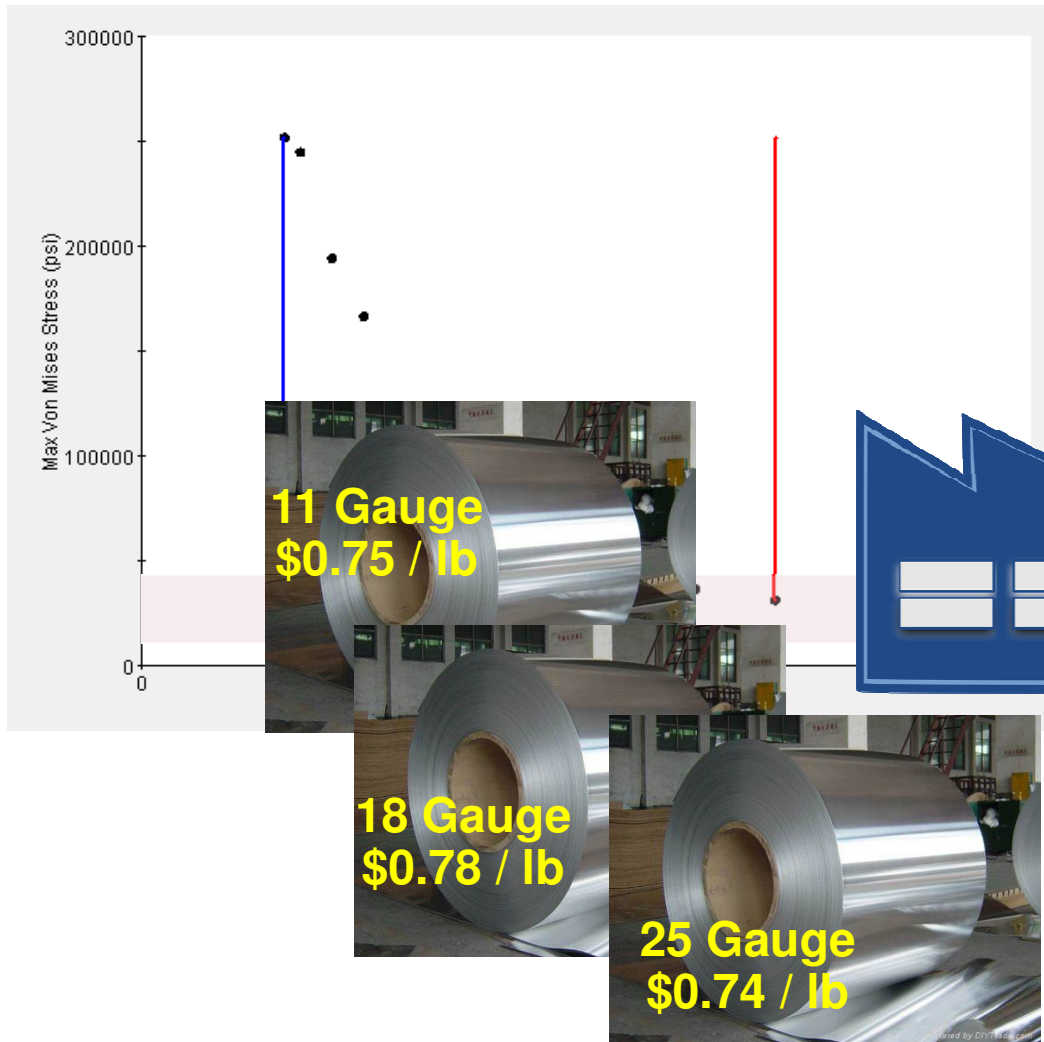 300000
200000
Max Von Mises Stress (psi)
100000
0
0
11 Gauge
$0.75 / lb
18 Gauge
$0.78 / lb
25 Gauge
$0.74 / lb